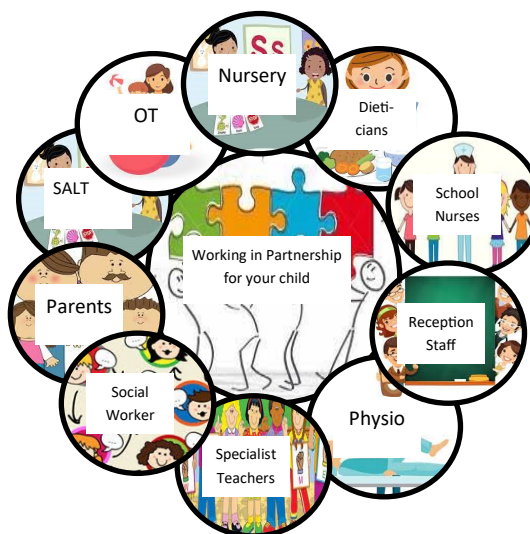 Nursery
Dieti-
cians
School
Nurses
Reception
Staff
Physio
Specialist
Teachers
Social
Worker
Parents
SALT
OT
Working in Partnership
for your child
Ss
M